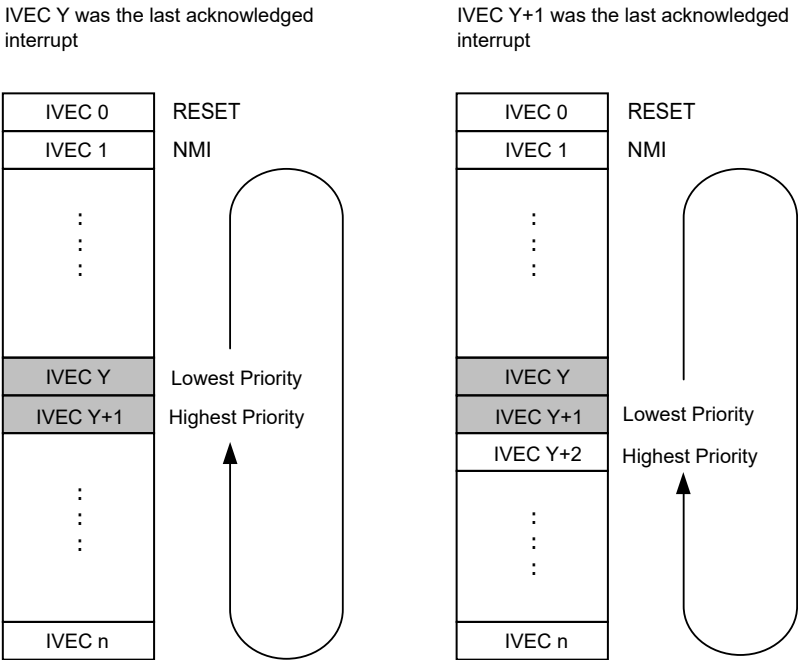 IVEC Y was the last acknowledged
interrupt
IVEC 0 RESET
IVEC 1 NMI
:
:
:
IVEC Y Lowest Priority
IVEC Y+1 Highest Priority
:
:
:
IVEC n
IVEC Y+1 was the last acknowledged
interrupt
IVEC 0 RESET
IVEC 1 NMI
:
:
:
IVEC Y
IVEC Y+1 Lowest Priority
IVEC Y+2 Highest Priority
:
:
:
IVEC n